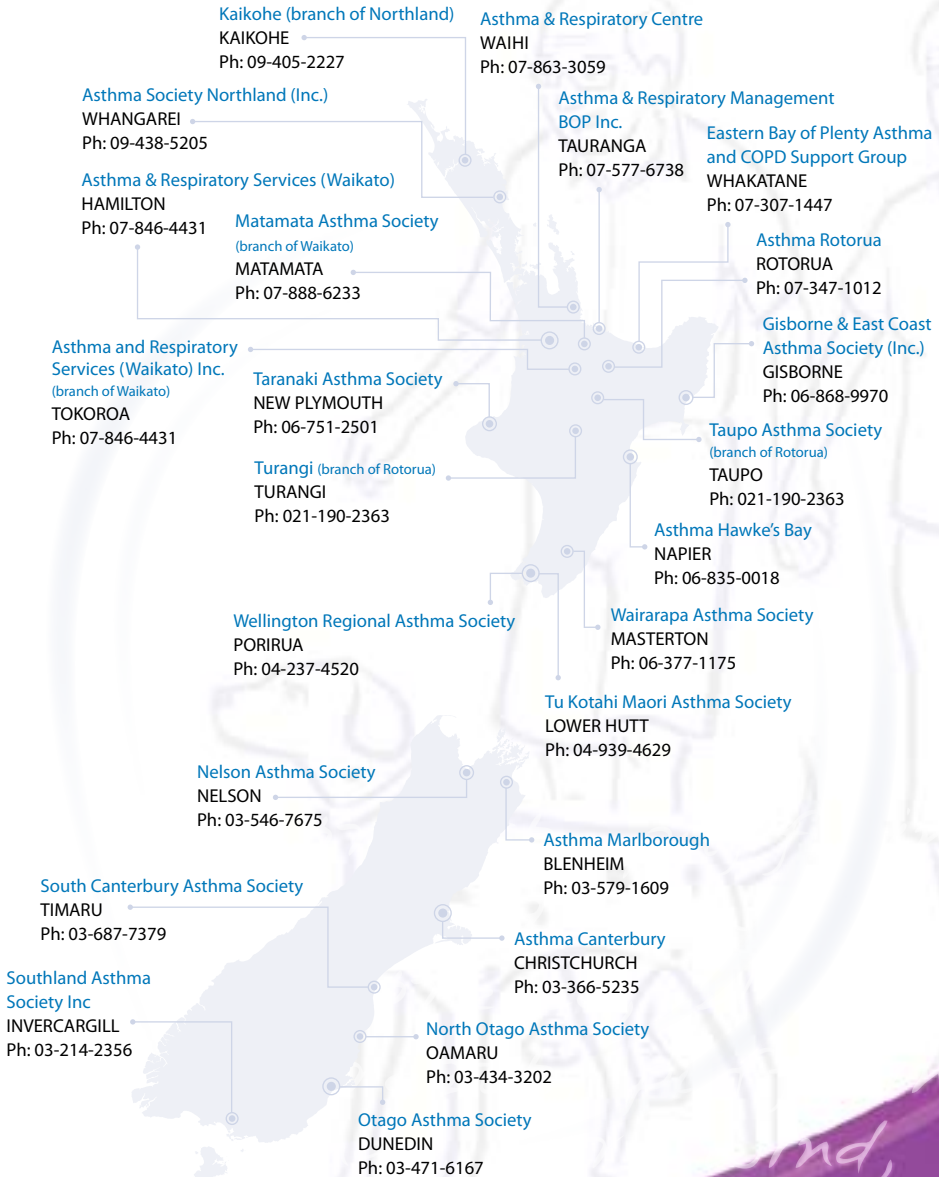 Kaikohe (branch of Northland)
KAIKOHE
Ph: 09-405-2227
Asthma & Respiratory Centre
WAIHI
Ph: 07-863-3059
Asthma Society Northland (Inc.)
WHANGAREI
Ph: 09-438-5205
Asthma & Respiratory Management
BOP Inc.
TAURANGA
Ph: 07-577-6738
Eastern Bay of Plenty Asthma
and COPD Support Group
WHAKATANE
Ph: 07-307-1447
Asthma & Respiratory Services (Waikato)
HAMILTON
Ph: 07-846-4431
Matamata Asthma Society
(branch of Waikato)
MATAMATA
Ph: 07-888-6233
Asthma Rotorua
ROTORUA
Ph: 07-347-1012
Gisborne & East Coast
Asthma Society (Inc.)
GISBORNE
Ph: 06-868-9970
Asthma and Respiratory
Services (Waikato) Inc.
(branch of Waikato)
TOKOROA
Ph: 07-846-4431
Taranaki Asthma Society
NEW PLYMOUTH
Ph: 06-751-2501
Taupo Asthma Society
(branch of Rotorua)
TAUPO
Ph: 021-190-2363
Turangi (branch of Rotorua)
TURANGI
Ph: 021-190-2363
Asthma Hawke's Bay
NAPIER
Ph: 06-835-0018
Wellington Regional Asthma Society
PORIRUA
Ph: 04-237-4520
Wairarapa Asthma Society
MASTERTON
Ph: 06-377-1175
Tu Kotahi Maori Asthma Society
LOWER HUTT
Ph: 04-939-4629
Nelson Asthma Society
NELSON
Ph: 03-546-7675
Asthma Marlborough
BLENHEIM
Ph: 03-579-1609
South Canterbury Asthma Society
TIMARU
Ph: 03-687-7379
Asthma Canterbury
CHRISTCHURCH
Ph: 03-366-5235
Southland Asthma
Society Inc
INVERCARGILL
Ph: 03-214-2356
North Otago Asthma Society
OAMARU
Ph: 03-434-3202
Otago Asthma Society
DUNEDIN
Ph: 03-471-6167